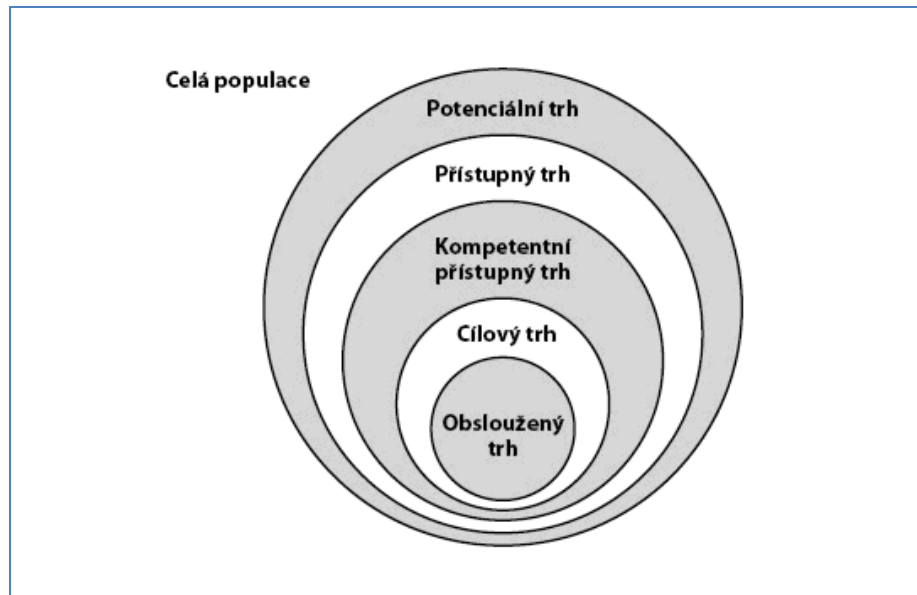 Celá populace
Potenciální trh
Přístupný trh
Kompetentní
přístupný trh
Cílový trh
Obsloužený
trh